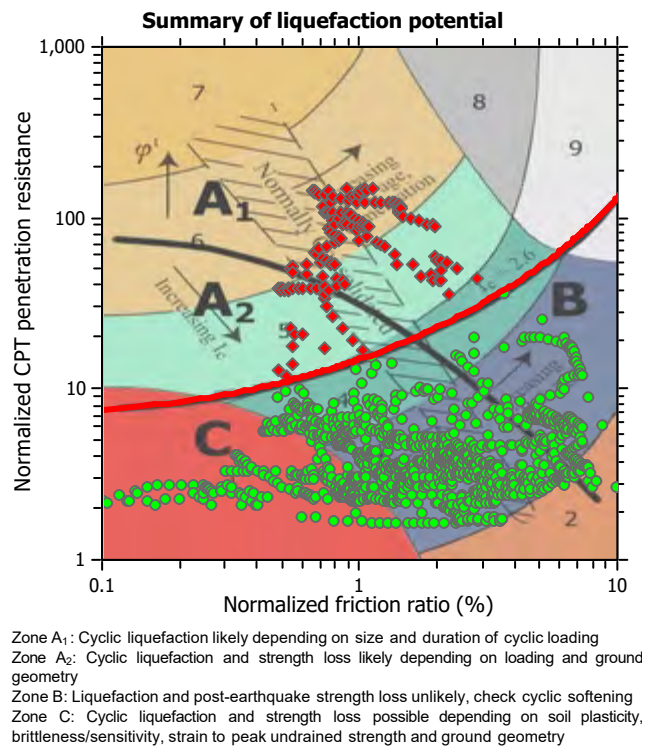 Summary of liquefaction potential
Normalized CPT penetration resistance
1,000
100
10
1
7
8
9
φ'
A1
6
A2
Increasing Ic
Normally
5
2.6
B
C
2
0.1
1
10
Normalized friction ratio (%)
Zone A1: Cyclic liquefaction likely depending on size and duration of cyclic loading
Zone A2: Cyclic liquefaction and strength loss likely depending on loading and ground
geometry
Zone B: Liquefaction and post-earthquake strength loss unlikely, check cyclic softening
Zone C: Cyclic liquefaction and strength loss possible depending on soil plasticity,
brittleness/sensitivity, strain to peak undrained strength and ground geometry